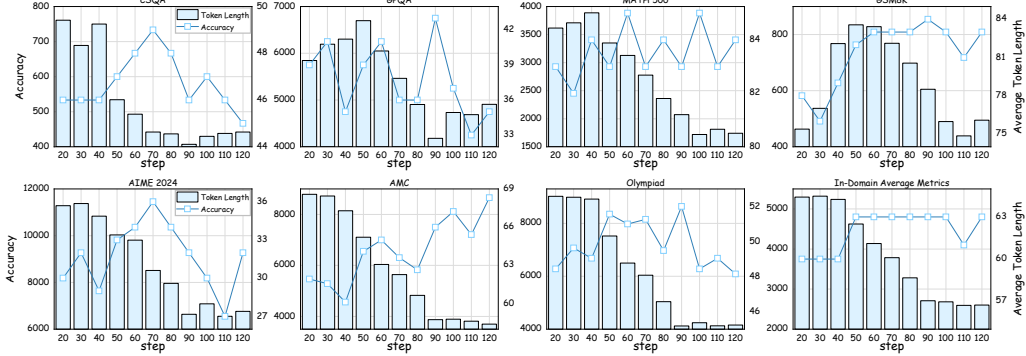 CSQA
800
700
600
500
400
50
48
46
44
Accuracy
Token Length
Accuracy
20 30 40 50 60 70 80 90 100 110 120
step
GPQA
7000
6000
5000
4000
42
39
36
33
20 30 40 50 60 70 80 90 100 110 120
step
MATH 500
4000
3500
3000
2500
2000
1500
84
82
80
20 30 40 50 60 70 80 90 100 110 120
step
GSM8K
800
600
400
84
81
78
75
Average Token Length
20 30 40 50 60 70 80 90 100 110 120
step
AIME 2024
12000
10000
8000
6000
36
33
30
27
Accuracy
Token Length
Accuracy
20 30 40 50 60 70 80 90 100 110 120
step
AMC
8000
6000
4000
69
66
63
60
20 30 40 50 60 70 80 90 100 110 120
step
Olympiad
8000
6000
4000
52
50
48
46
20 30 40 50 60 70 80 90 100 110 120
step
In-Domain Average Metrics
5000
4000
3000
2000
63
60
57
Average Token Length
20 30 40 50 60 70 80 90 100 110 120
step